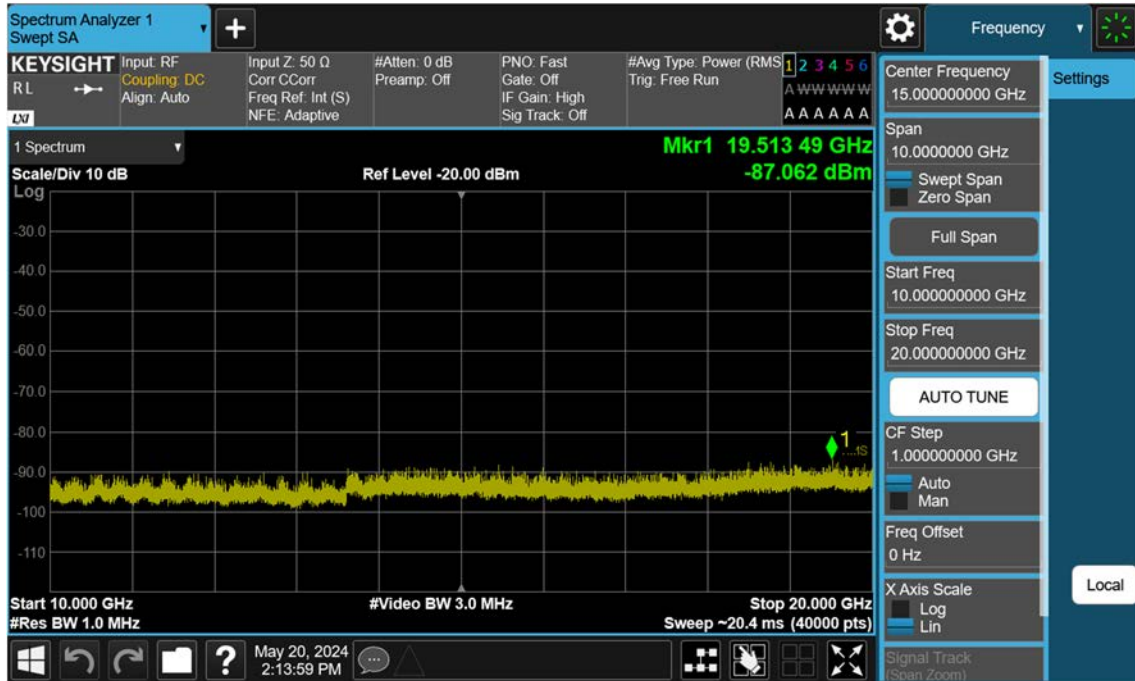 Spectrum Analyzer 1
Swept SA
Frequency
KEYSIGHT
R L
LXI
Input: RF
Coupling: DC
Align: Auto
Input Z: 50 Ω
Corr CCorr
Freq Ref: Int (S)
NFE: Adaptive
#Atten: 0 dB
Preamp: Off
PNO: Fast
Gate: Off
IF Gain: High
Sig Track: Off
#Avg Type: Power (RMS
Trig: Free Run
1 2 3 4 5 6
A W W W W W
A A A A A A
Center Frequency
15.000000000 GHz
Settings
1 Spectrum
Mkr1 19.513 49 GHz
-87.062 dBm
Scale/Div 10 dB
Ref Level -20.00 dBm
Log
-30.0
-40.0
-50.0
-60.0
-70.0
-80.0
-90.0
-100
-110
1
Start 10.000 GHz
#Video BW 3.0 MHz
Stop 20.000 GHz
#Res BW 1.0 MHz
Sweep ~20.4 ms (40000 pts)
Span
10.0000000 GHz
Swept Span
Zero Span
Full Span
Start Freq
10.000000000 GHz
Stop Freq
20.000000000 GHz
AUTO TUNE
CF Step
1.000000000 GHz
Auto
Man
Freq Offset
0 Hz
X Axis Scale
Log
Lin
Local
Signal Track
(Span Zoom)
?
May 20, 2024
2:13:59 PM